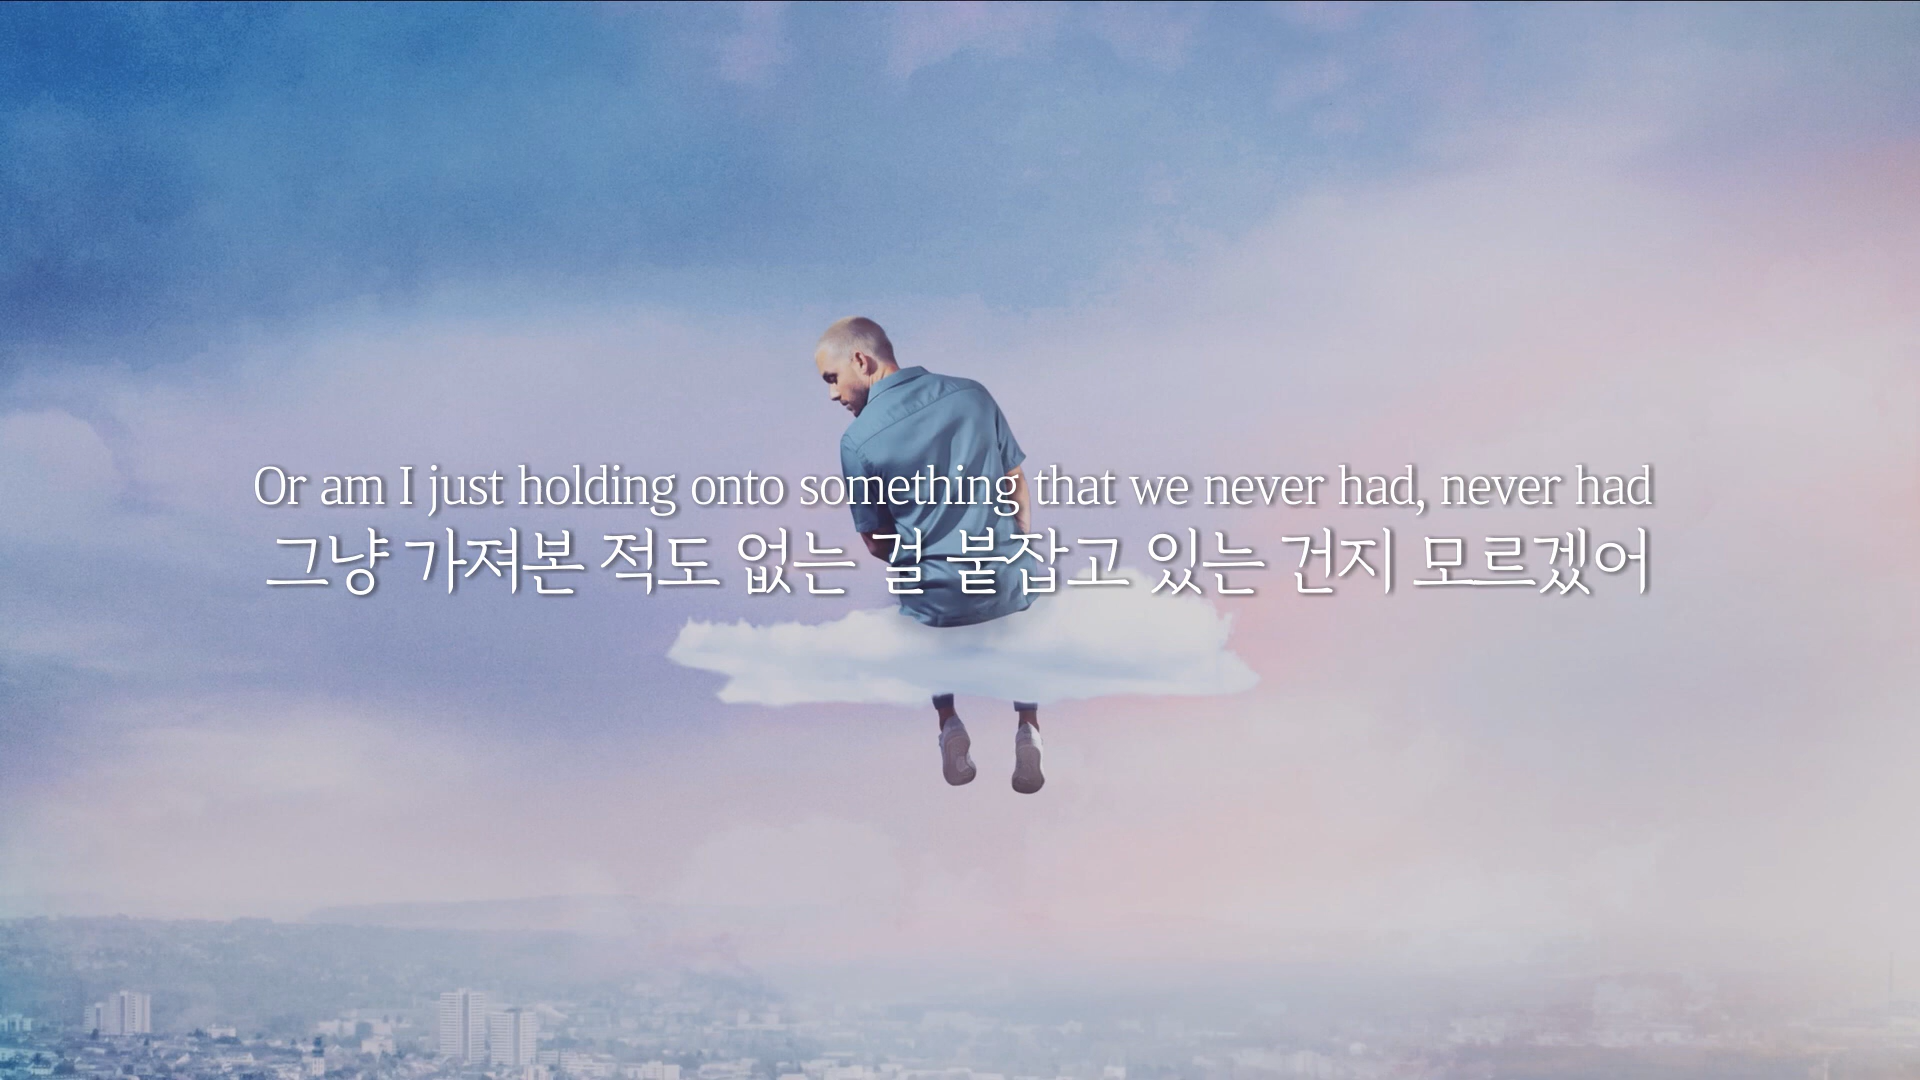 Or am I just holding onto something that we never had, never had
그냥 가져본 적도 없는 걸 붙잡고 있는 건지 모르겠어